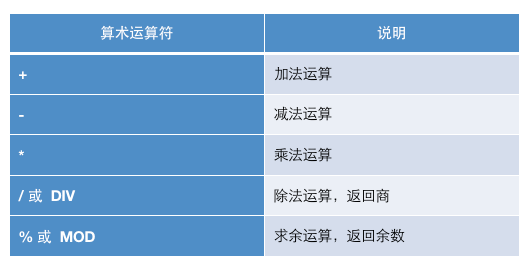 算术运算符 说明
+ 加法运算
- 减法运算
* 乘法运算
/ 或 DIV 除法运算，返回商
% 或 MOD 求余运算，返回余数